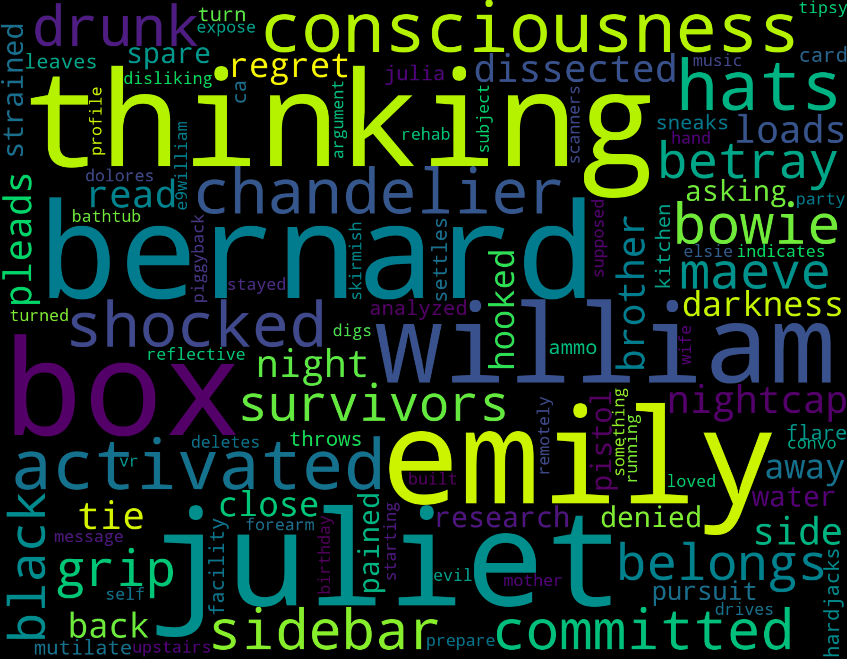 drunk
turn
expose
consciousness
tipsy
strained
leaves
spare
disliking
regret
julia
dissected
music
card
thinking
profile
ca
argument
rehab
subject
scanners
hats
sneaks
hand
loads
dolores
read
e9william
chandelier
betray
asking
party
pleads
bathtub
bernard
piggyback
stayed
skirmish
settles
hooked
supposed
brother
kitchen
bowie
elsie
indicates
maeve
turned
shocked
analyzed
digs
william
ammo
wife
darkness
reflective
box
night
survivors
throws
emily
remotely
pistol
something
running
nightcap
flare
convo
activated
deletes
vr
built
loved
away
water
black
tie
close
pained
starting
research
denied
side
message
grip
facility
forearm
birthday
juliet
evil
mother
belongs
pursuit
hardjacks
self
drives
back
mutilate
upstairs
sidebar
prepare
committed